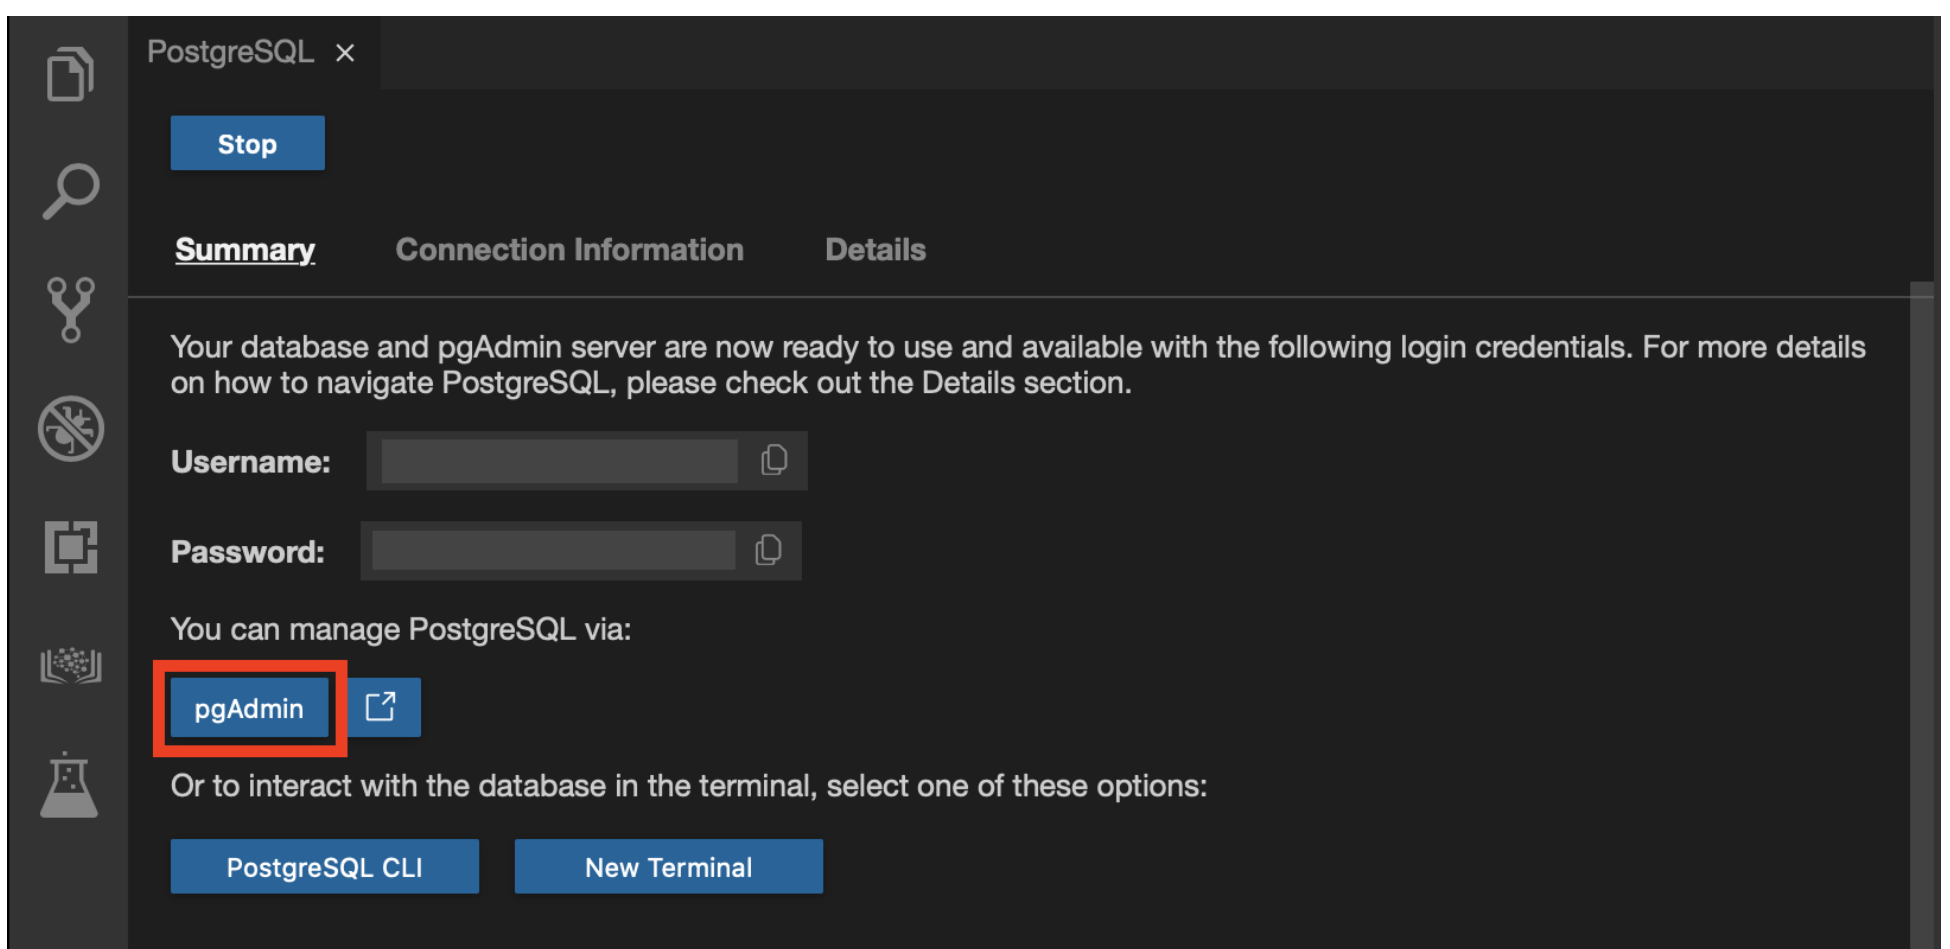 PostgreSQL
Stop
Summary Connection Information Details
Your database and pgAdmin server are now ready to use and available with the following login credentials. For more details
on how to navigate PostgreSQL, please check out the Details section.
Username:
Password:
You can manage PostgreSQL via:
pgAdmin
Or to interact with the database in the terminal, select one of these options:
PostgreSQL CLI New Terminal